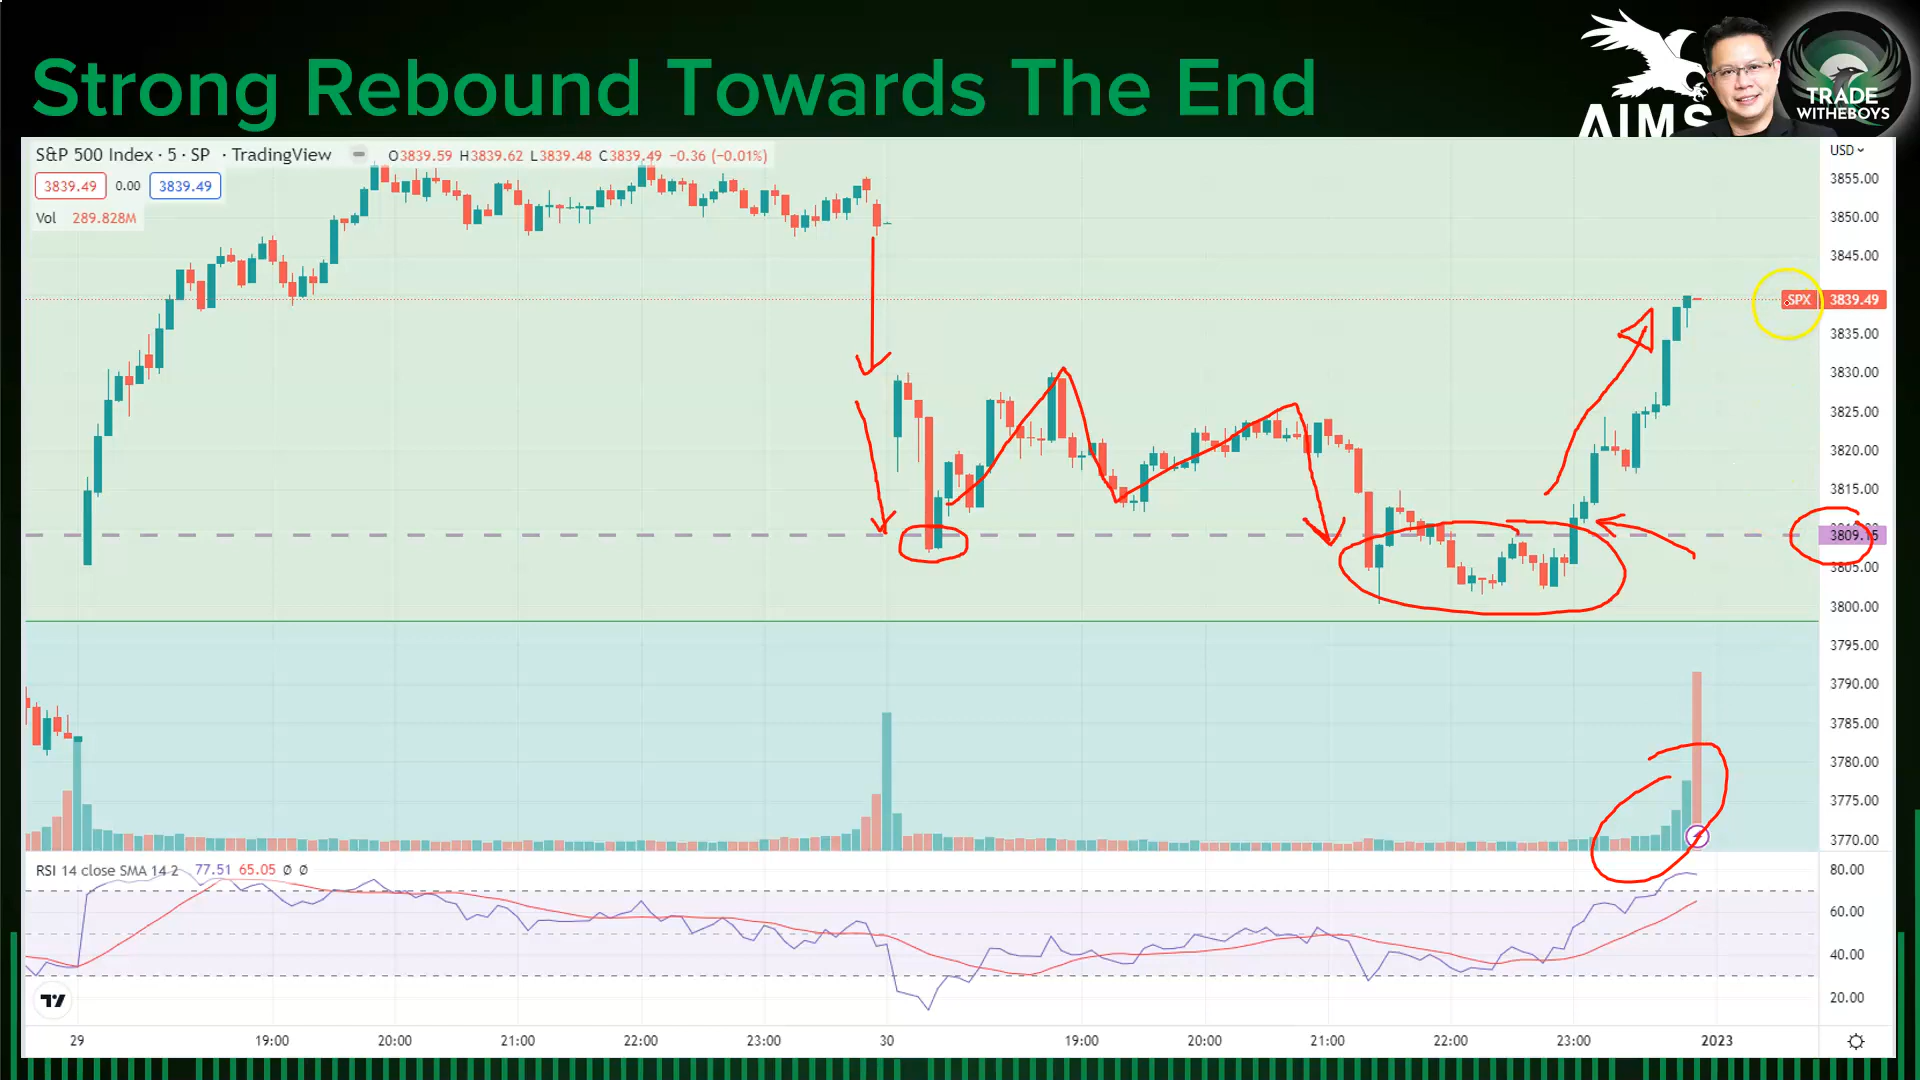 Strong Rebound Towards The End
AIMS
TRADE
WITHEBOYS
S&P 500 Index · 5 · SP · TradingView
O3839.59 H3839.62 L3839.48 C3839.49 −0.36 (−0.01%)
USD
3839.49 0.00 3839.49
Vol 289.828M
3855.00
3850.00
3845.00
SPX 3839.49
3835.00
3830.00
3825.00
3820.00
3815.00
3809.15
3805.00
3800.00
3795.00
3790.00
3785.00
3780.00
3775.00
3770.00
RSI 14 close SMA 14 2 77.51 65.05 Ø Ø
80.00
60.00
40.00
20.00
29 19:00 20:00 21:00 22:00 23:00 30 19:00 20:00 21:00 22:00 23:00 2023